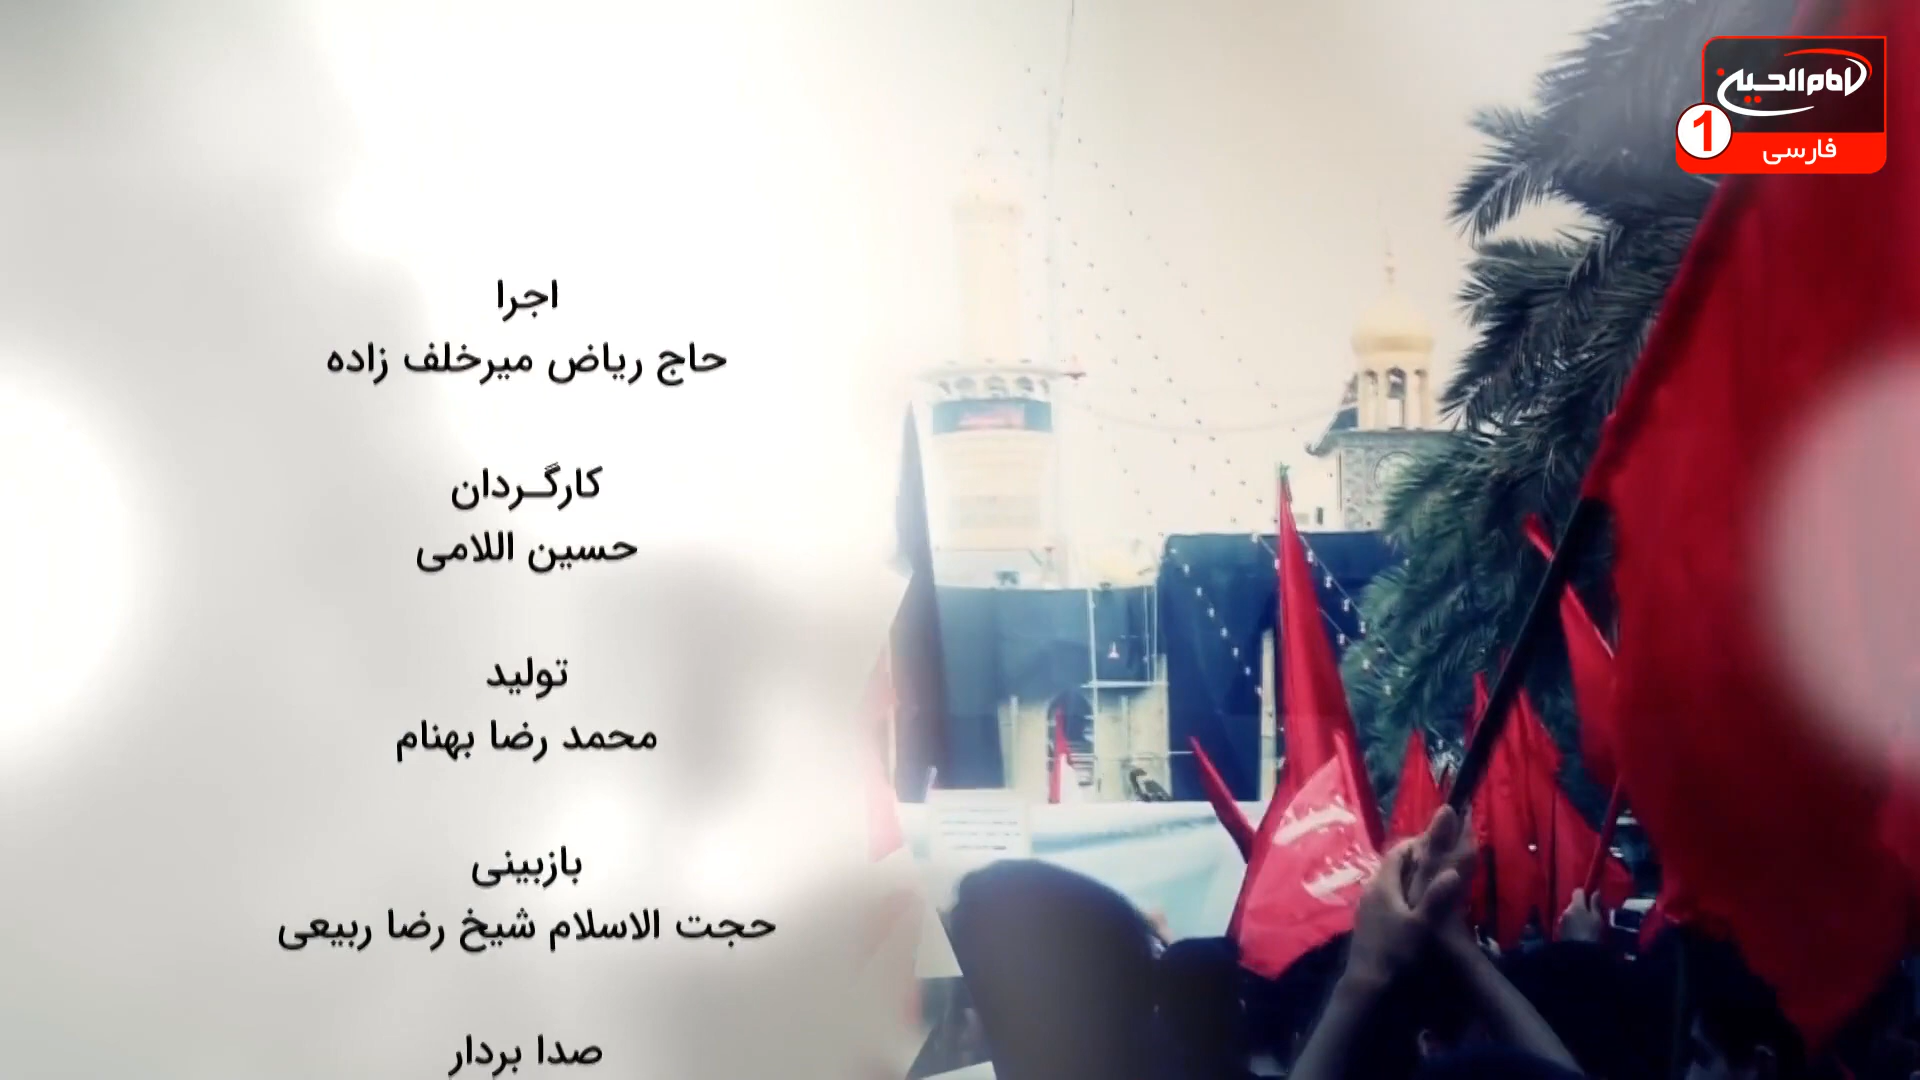 امام الحسین
1
فارسی
اجرا
حاج ریاض میرخلف زاده
کارگـردان
حسین اللامی
تولید
محمد رضا بهنام
بازبینی
حجت الاسلام شیخ رضا ربیعی
صدا بردار